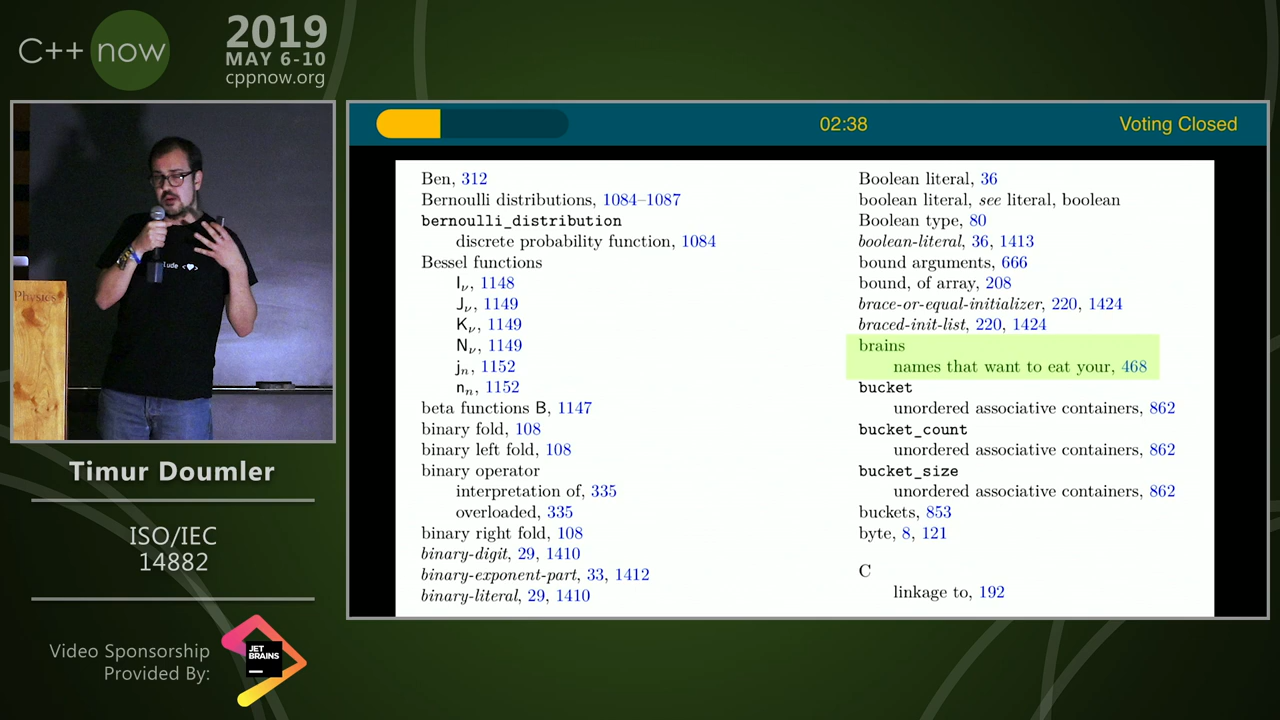 C++ now
2019
MAY 6-10
cppnow.org
Physics
lude <♥>
Timur Doumler
ISO/IEC
14882
Video Sponsorship
Provided By:
JET
BRAINS
02:38
Voting Closed
Ben, 312
Bernoulli distributions, 1084–1087
bernoulli_distribution
discrete probability function, 1084
Bessel functions
Iν, 1148
Jν, 1149
Kν, 1149
Nν, 1149
jn, 1152
nn, 1152
beta functions B, 1147
binary fold, 108
binary left fold, 108
binary operator
interpretation of, 335
overloaded, 335
binary right fold, 108
binary-digit, 29, 1410
binary-exponent-part, 33, 1412
binary-literal, 29, 1410
Boolean literal, 36
boolean literal, see literal, boolean
Boolean type, 80
boolean-literal, 36, 1413
bound arguments, 666
bound, of array, 208
brace-or-equal-initializer, 220, 1424
braced-init-list, 220, 1424
brains
names that want to eat your, 468
bucket
unordered associative containers, 862
bucket_count
unordered associative containers, 862
bucket_size
unordered associative containers, 862
buckets, 853
byte, 8, 121
C
linkage to, 192